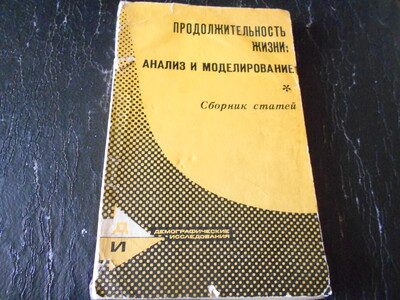 ПРОДОЛЖИТЕЛЬНОСТЬ
ЖИЗНИ:
АНАЛИЗ И МОДЕЛИРОВАНИЕ
*
Сборник статей
Д
И
ДЕМОГРАФИЧЕСКИЕ
ИССЛЕДОВАНИЯ